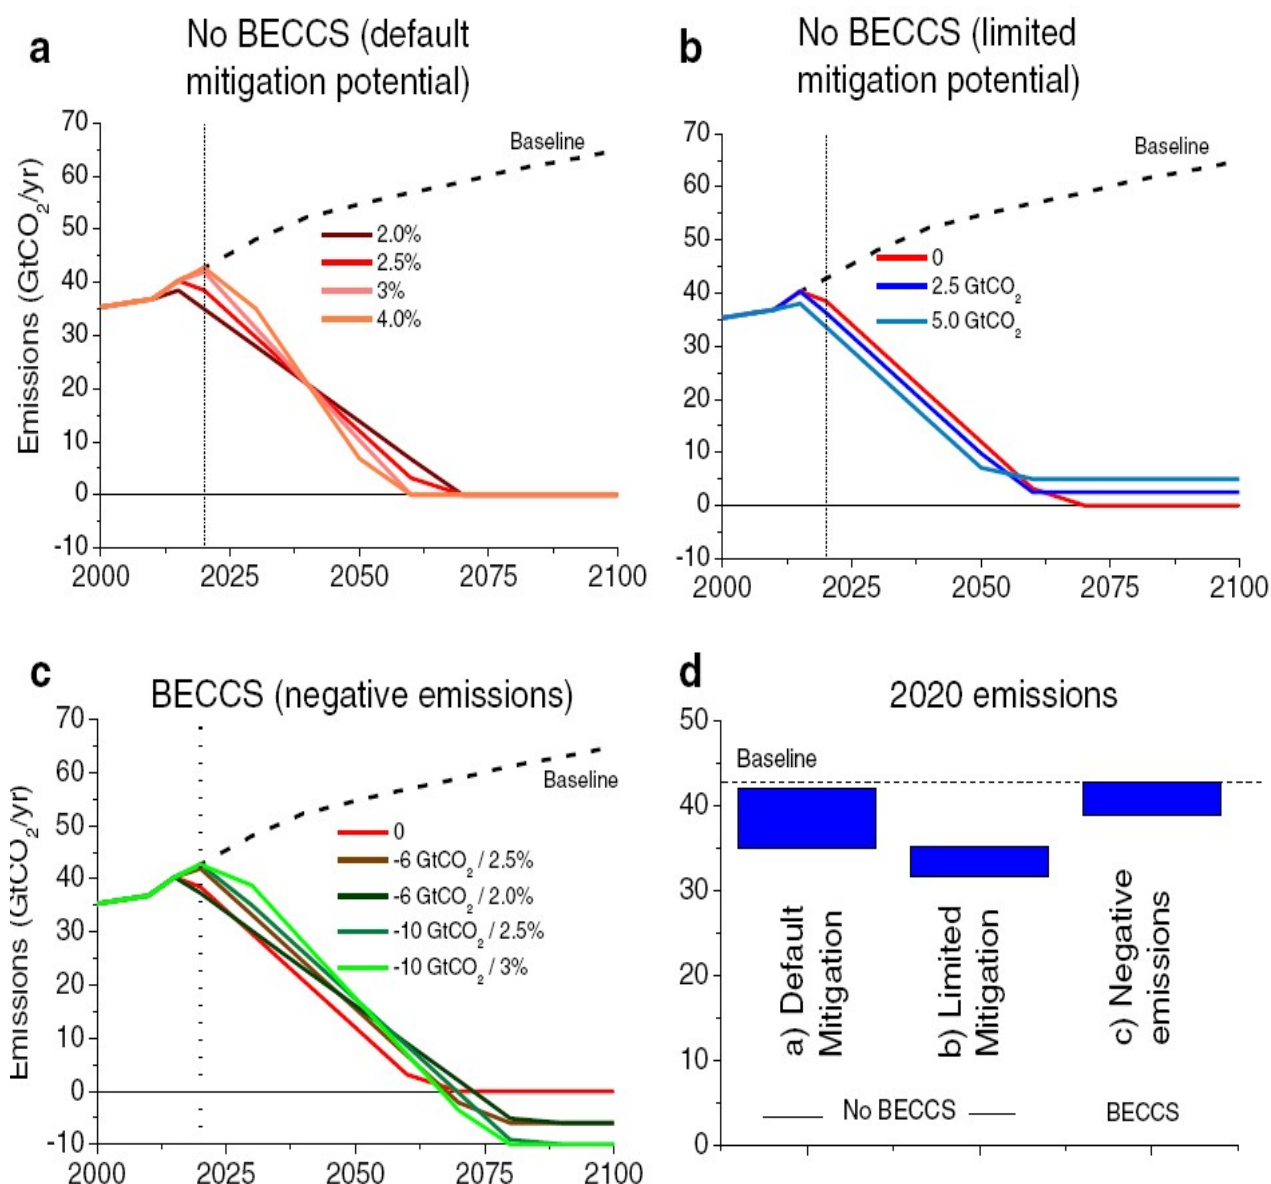 a
No BECCS (default
mitigation potential)
Emissions (GtCO2/yr)
70
60
50
40
30
20
10
0
-10
Baseline
2.0%
2.5%
3%
4.0%
2000
2025
2050
2075
2100
b
No BECCS (limited
mitigation potential)
70
60
50
40
30
20
10
0
-10
Baseline
0
2.5 GtCO2
5.0 GtCO2
2000
2025
2050
2075
2100
c
BECCS (negative emissions)
Emissions (GtCO2/yr)
70
60
50
40
30
20
10
0
-10
Baseline
0
-6 GtCO2 / 2.5%
-6 GtCO2 / 2.0%
-10 GtCO2 / 2.5%
-10 GtCO2 / 3%
2000
2025
2050
2075
2100
d
2020 emissions
50
40
30
20
10
0
Baseline
a) Default
Mitigation
b) Limited
Mitigation
c) Negative
emissions
No BECCS
BECCS